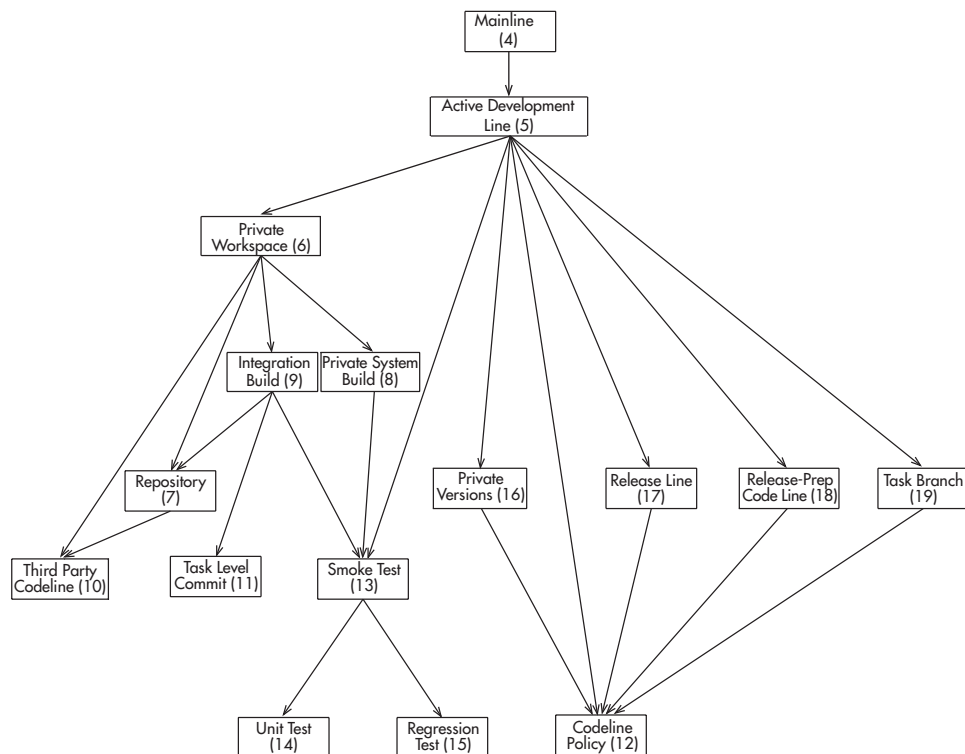 Mainline
(4)
Active Development
Line (5)
Private
Workspace (6)
Integration
Build (9)
Private System
Build (8)
Repository
(7)
Private
Versions (16)
Release Line
(17)
Release-Prep
Code Line (18)
Task Branch
(19)
Third Party
Codeline (10)
Task Level
Commit (11)
Smoke Test
(13)
Unit Test
(14)
Regression
Test (15)
Codeline
Policy (12)